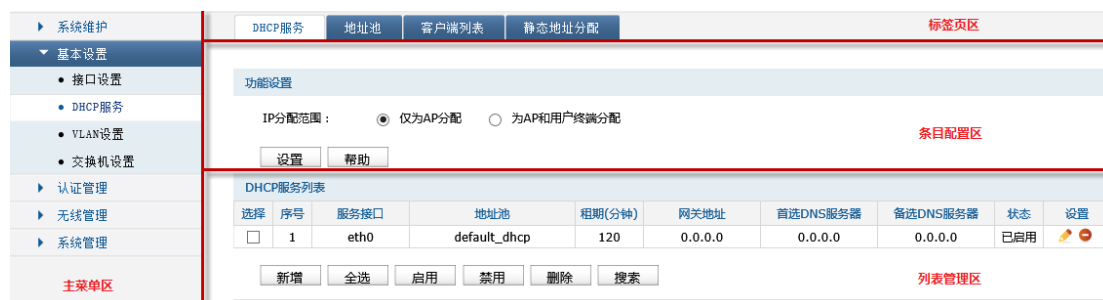 系统维护
基本设置
接口设置
DHCP服务
VLAN设置
交换机设置
认证管理
无线管理
系统管理
主菜单区
DHCP服务 地址池 客户端列表 静态地址分配 标签页区
功能设置
IP分配范围： 仅为AP分配 为AP和用户终端分配
条目配置区
设置 帮助
DHCP服务列表
选择 序号 服务接口 地址池 租期(分钟) 网关地址 首选DNS服务器 备选DNS服务器 状态 设置
1 eth0 default_dhcp 120 0.0.0.0 0.0.0.0 0.0.0.0 已启用
新增 全选 启用 禁用 删除 搜索 列表管理区